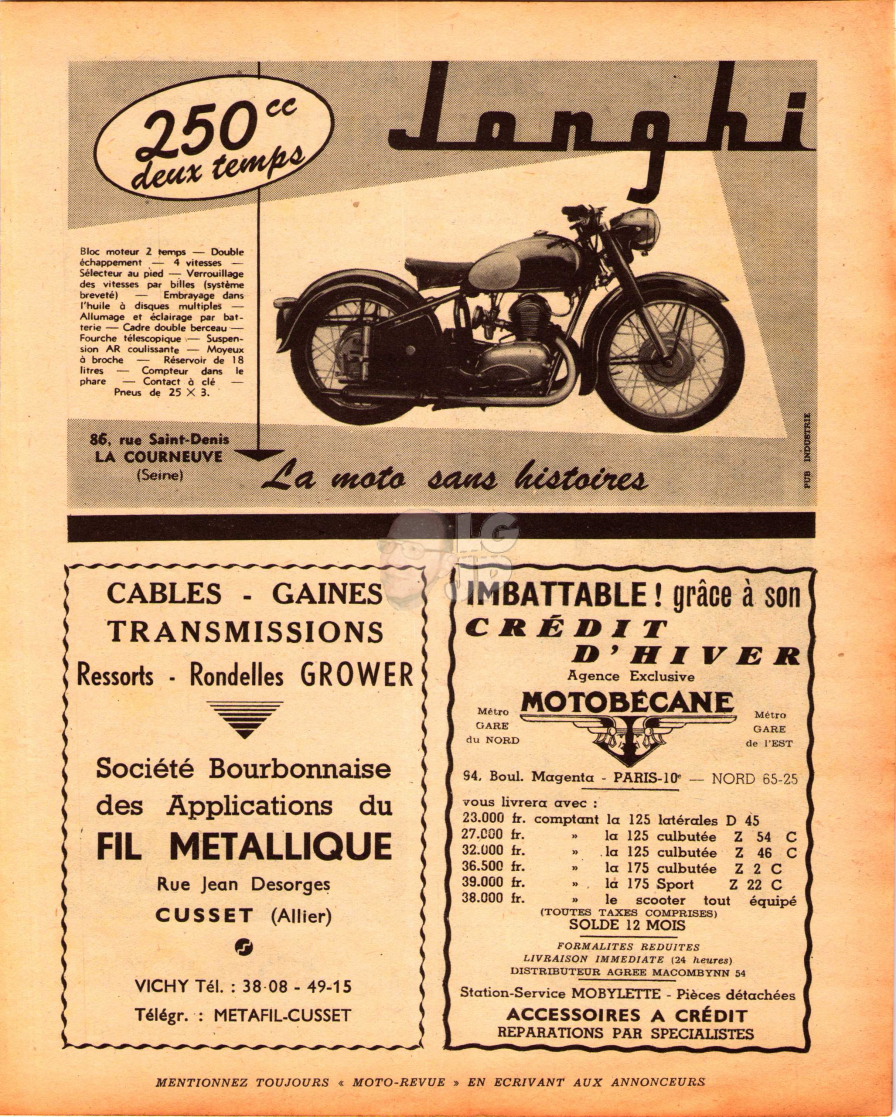 250 cc
deux temps
Jonghi
Bloc moteur 2 temps — Double
échappement — 4 vitesses —
Sélecteur au pied — Verrouillage
des vitesses par billes (système
breveté) — Embrayage dans
l'huile à disques multiples —
Allumage et éclairage par bat-
terie — Cadre double berceau —
Fourche télescopique — Suspen-
sion AR coulissante — Moyeux
à broche — Réservoir de 18
litres — Compteur dans le
phare — Contact à clé —
Pneus de 25 X 3.
86, rue Saint-Denis
LA COURNEUVE
(Seine)
La moto sans histoires
PUB INDUSTRIE
LG
JP
CABLES - GAINES
TRANSMISSIONS
Ressorts - Rondelles GROWER
Société Bourbonnaise
des Applications du
FIL METALLIQUE
Rue Jean Desorges
CUSSET (Allier)
VICHY Tél. : 38-08 - 49-15
Télégr. : METAFIL-CUSSET
IMBATTABLE ! grâce à son
CRÉDIT
D'HIVER
Agence Exclusive
MOTOBÉCANE
Métro
GARE
du NORD
Métro
GARE
de l'EST
94, Boul. Magenta - PARIS-10e — NORD 65-25
vous livrera avec :
23.000 fr. comptant la 125 latérales D 45
27.000 fr. » la 125 culbutée Z 54 C
32.000 fr. » la 125 culbutée Z 46 C
36.500 fr. » la 175 culbutée Z 2 C
39.000 fr. » la 175 Sport Z 22 C
38.000 fr. » le scooter tout équipé
(TOUTES TAXES COMPRISES)
SOLDE 12 MOIS
FORMALITES REDUITES
LIVRAISON IMMEDIATE (24 heures)
DISTRIBUTEUR AGREE MACOMBYNN 54
Station-Service MOBYLETTE - Pièces détachées
ACCESSOIRES A CRÉDIT
REPARATIONS PAR SPECIALISTES
MENTIONNEZ TOUJOURS « MOTO-REVUE » EN ECRIVANT AUX ANNONCEURS